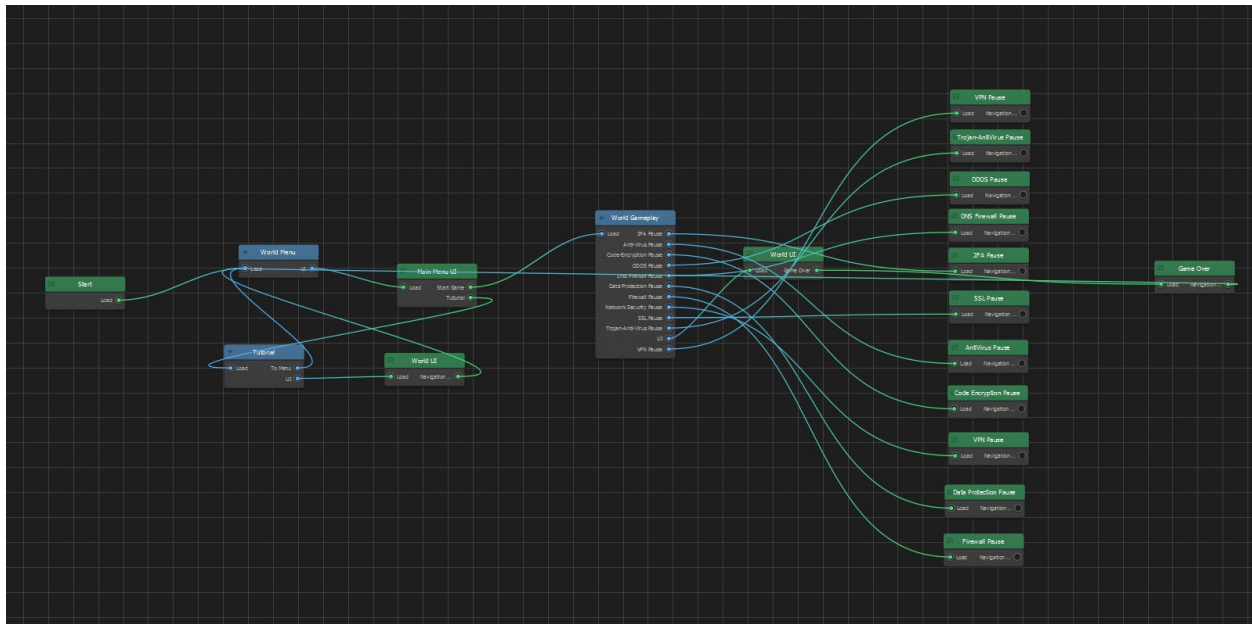 Start
Load
World Menu
Load UI
Main Menu UI
Load Start Game
Tutorial
Tutorial
Load To Menu
UI
World UI
Load Navigation ...
World Gameplay
Load 2FA Pause
Anti-Virus Pause
Code-Encryption Pause
DDOS Pause
DNS Firewall Pause
Data Protection Pause
Firewall Pause
Network Security Pause
SSL Pause
Trojan-Anti-Virus Pause
UI
VPN Pause
World UI
Load Game Over
VPN Pause
Load Navigation ...
Trojan-AntiVirus Pause
Load Navigation ...
DDOS Pause
Load Navigation ...
DNS Firewall Pause
Load Navigation ...
2FA Pause
Load Navigation ...
SSL Pause
Load Navigation ...
AntiVirus Pause
Load Navigation ...
Code Encryption Pause
Load Navigation ...
VPN Pause
Load Navigation ...
Data Protection Pause
Load Navigation ...
Firewall Pause
Load Navigation ...
Game Over
Load Navigation ...